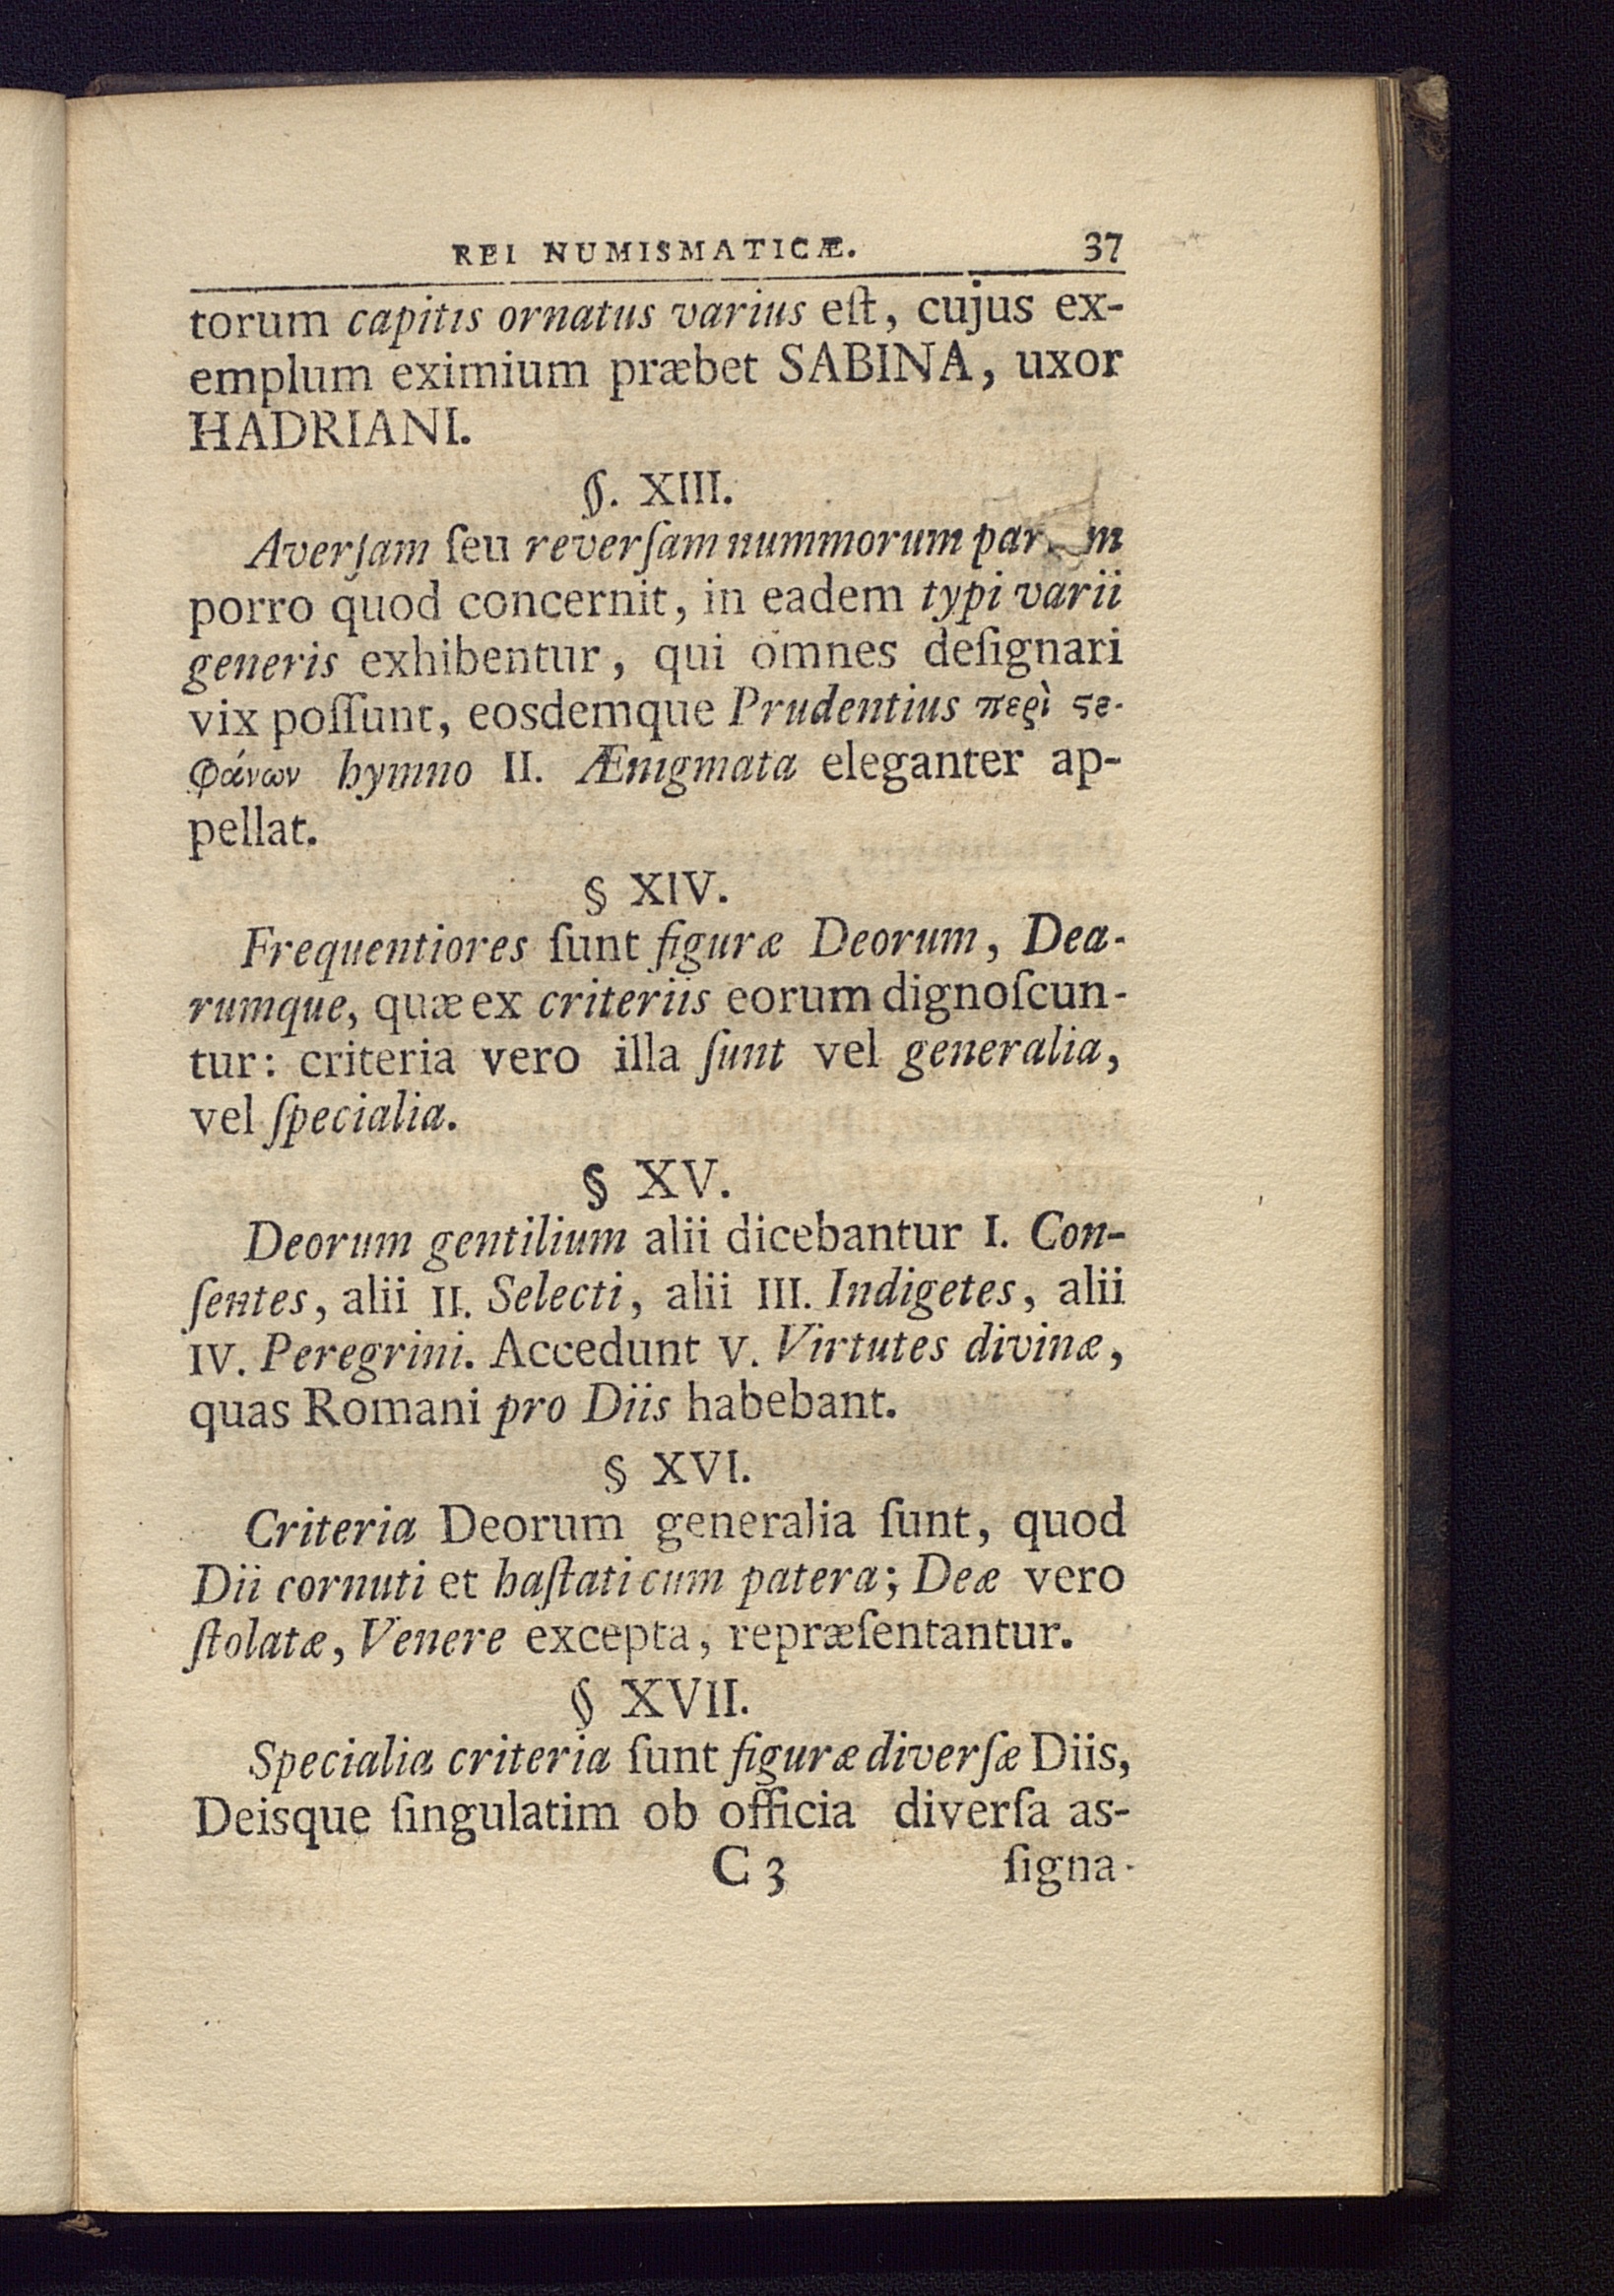 REI NUMISMATICÆ. 37
torum capitis ornatus varius eſt, cujus ex-
emplum eximium præbet SABINA, uxor
HADRIANI.
§. XIII.
Averſam ſeu reverſam nummorum
porro quod concernit, in eadem typi varii
generis exhibentur, qui omnes deſignari
vix poſſunt, eosdemque Prudentius περὶ ϛε-
φάνων hymno II. Ænigmata eleganter ap-
pellat.
§ XIV.
Frequentiores ſunt figuræ Deorum, Dea-
rumque, quæ ex criteriis eorum dignoſcun-
tur: criteria vero illa ſunt vel generalia,
vel ſpecialia.
§ XV.
Deorum gentilium alii dicebantur I. Con-
ſentes, alii II. Selecti, alii III. Indigetes, alii
IV. Peregrini. Accedunt V. Virtutes divinæ,
quas Romani pro Diis habebant.
§ XVI.
Criteria Deorum generalia ſunt, quod
Dii cornuti et haſtati cum patera; Deæ vero
ſtolatæ, Venere excepta, repræſentantur.
§ XVII.
Specialia criteria ſunt figuræ diverſæ Diis,
Deisque ſingulatim ob officia diverſa as-
C 3 ſigna-